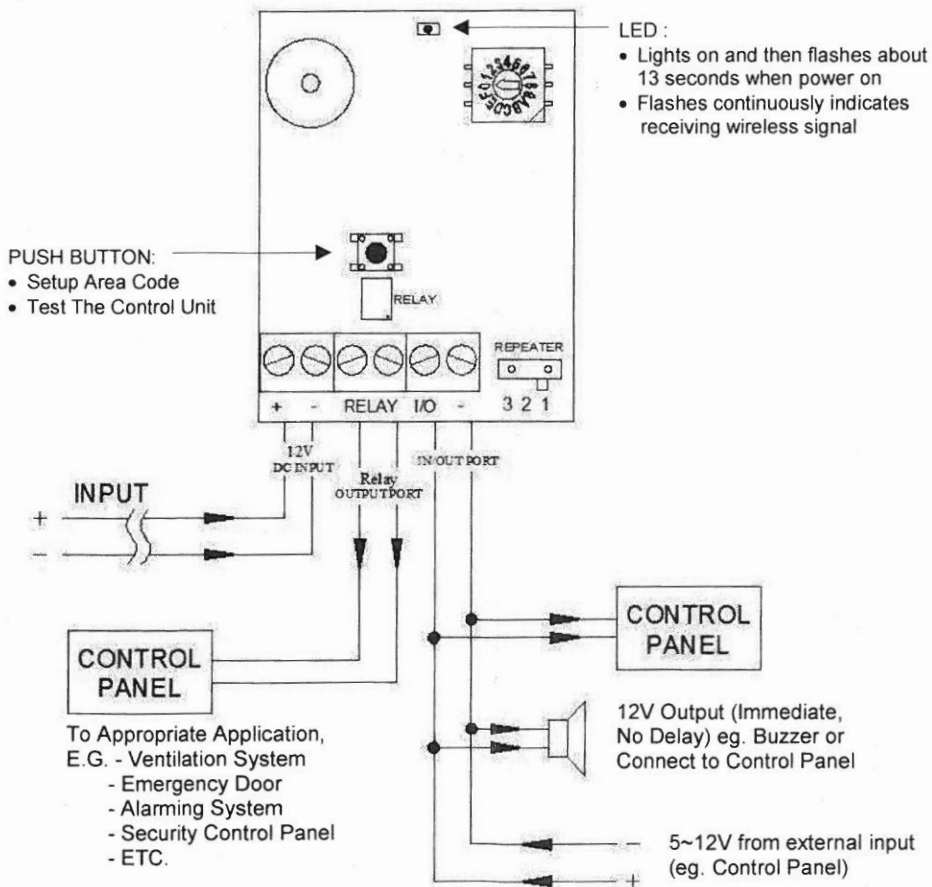 LED :
• Lights on and then flashes about
13 seconds when power on
• Flashes continuously indicates
receiving wireless signal
0123456789ABCDEF
PUSH BUTTON:
• Setup Area Code
• Test The Control Unit
RELAY
REPEATER
+ - RELAY I/O - 3 2 1
12V
DC INPUT
Relay
OUTPUT PORT
IN/OUT PORT
INPUT
+
-
CONTROL
PANEL
CONTROL
PANEL
To Appropriate Application,
E.G. - Ventilation System
- Emergency Door
- Alarming System
- Security Control Panel
- ETC.
12V Output (Immediate,
No Delay) eg. Buzzer or
Connect to Control Panel
5~12V from external input
(eg. Control Panel)
-
+